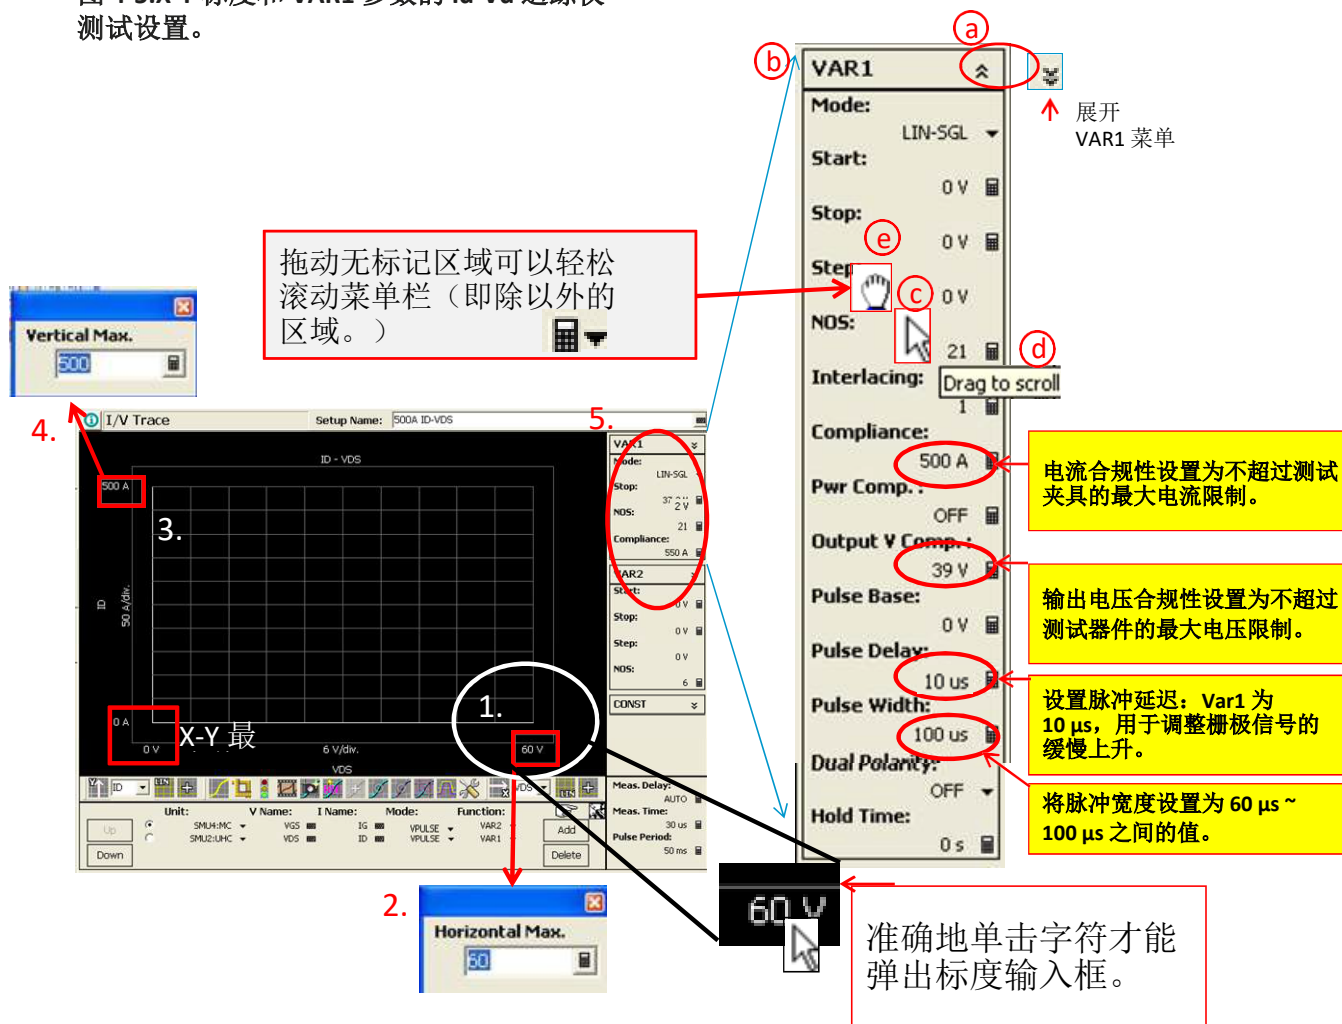 测试设置。
a
b
VAR1
展开
VAR1 菜单
Mode:
LIN-SGL
Start:
0 V
Stop:
0 V
e
Step:
c
0 V
NOS:
21
d
Interlacing:
Drag to scroll
1
Compliance:
500 A
Pwr Comp. :
OFF
Output V Comp. :
39 V
Pulse Base:
0 V
Pulse Delay:
10 us
Pulse Width:
100 us
Dual Polarity:
OFF
Hold Time:
0 s
拖动无标记区域可以轻松
滚动菜单栏（即除以外的
区域。）
Vertical Max.
500
4.
I/V Trace
Setup Name:
500A ID-VDS
5.
ID - VDS
500 A
3.
ID
50 A/div.
0 A
X-Y 最
0 V
6 V/div.
1.
60 V
VDS
VAR1
Mode:
LIN-SGL
Stop:
2 V
NOS:
21
Compliance:
550 A
VAR2
Start:
0 V
Stop:
0 V
Step:
0 V
NOS:
6
CONST
ID
VDS
Unit:
V Name:
I Name:
Mode:
Function:
Up
SMU4:MC
VGS
IG
VPULSE
VAR2
Add
SMU2:UHC
VDS
ID
VPULSE
VAR1
Down
Delete
Meas. Delay:
AUTO
Meas. Time:
30 us
Pulse Period:
50 ms
2.
Horizontal Max.
60
60 V
准确地单击字符才能
弹出标度输入框。
电流合规性设置为不超过测试
夹具的最大电流限制。
输出电压合规性设置为不超过
测试器件的最大电压限制。
设置脉冲延迟：Var1 为
10 μs，用于调整栅极信号的
缓慢上升。
将脉冲宽度设置为 60 μs ~
100 μs 之间的值。